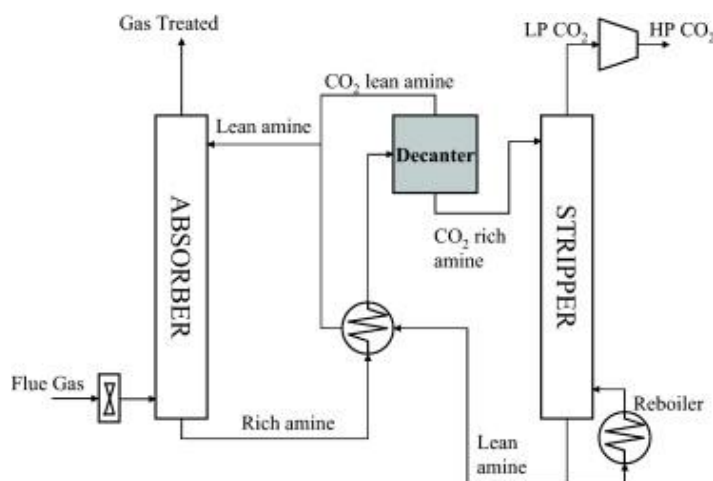 Gas Treated
LP CO₂
HP CO₂
CO₂ lean amine
Lean amine
Decanter
ABSORBER
STRIPPER
CO₂ rich
amine
Flue Gas
Rich amine
Reboiler
Lean
amine